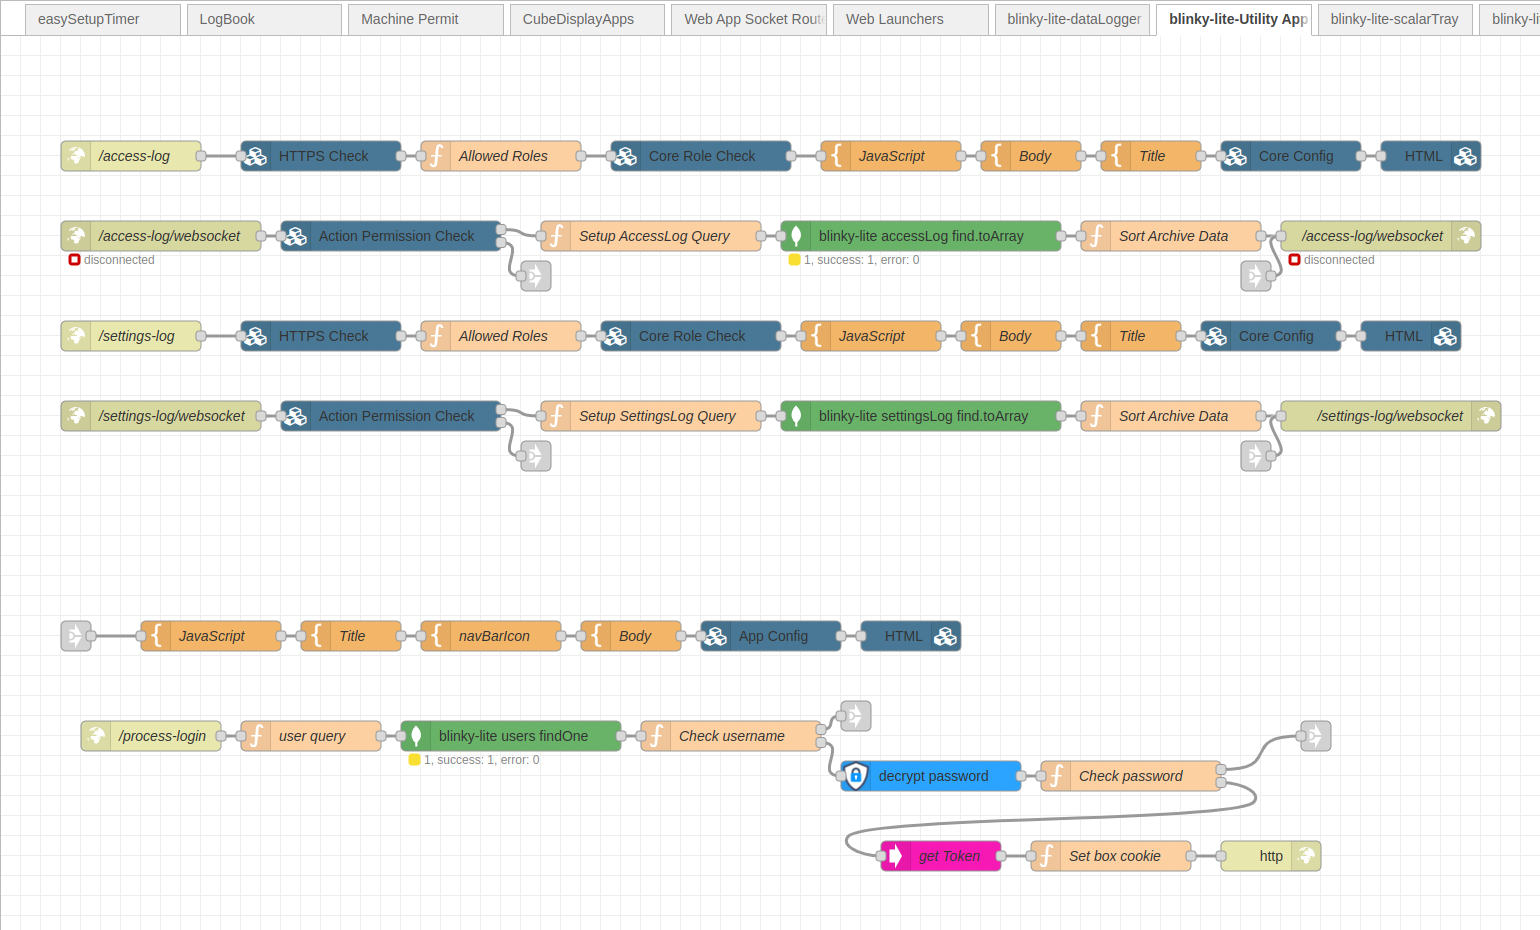 easySetupTimer
LogBook
Machine Permit
CubeDisplayApps
Web App Socket Rout
Web Launchers
blinky-lite-dataLogger
blinky-lite-Utility App
blinky-lite-scalarTray
blinky-li
/access-log
HTTPS Check
Allowed Roles
Core Role Check
JavaScript
Body
Title
Core Config
HTML
/access-log/websocket
Action Permission Check
Setup AccessLog Query
blinky-lite accessLog find.toArray
Sort Archive Data
/access-log/websocket
disconnected
1, success: 1, error: 0
disconnected
/settings-log
HTTPS Check
Allowed Roles
Core Role Check
JavaScript
Body
Title
Core Config
HTML
/settings-log/websocket
Action Permission Check
Setup SettingsLog Query
blinky-lite settingsLog find.toArray
Sort Archive Data
/settings-log/websocket
JavaScript
Title
navBarIcon
Body
App Config
HTML
/process-login
user query
blinky-lite users findOne
Check username
1, success: 1, error: 0
decrypt password
Check password
get Token
Set box cookie
http